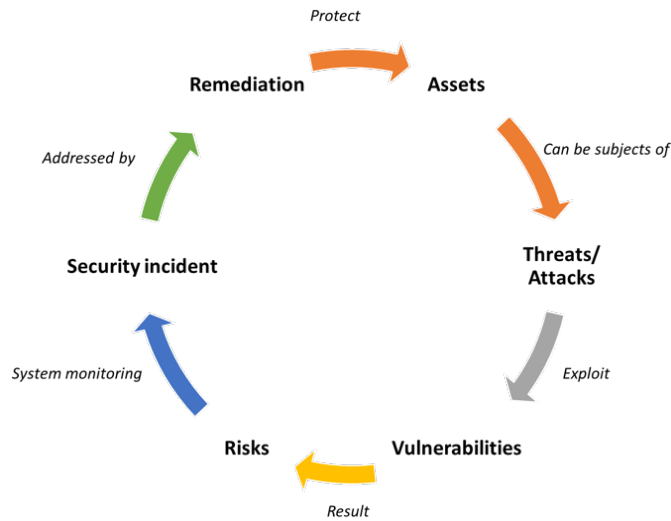 Protect
Remediation
Assets
Addressed by
Can be subjects of
Security incident
Threats/
Attacks
System monitoring
Exploit
Risks
Vulnerabilities
Result